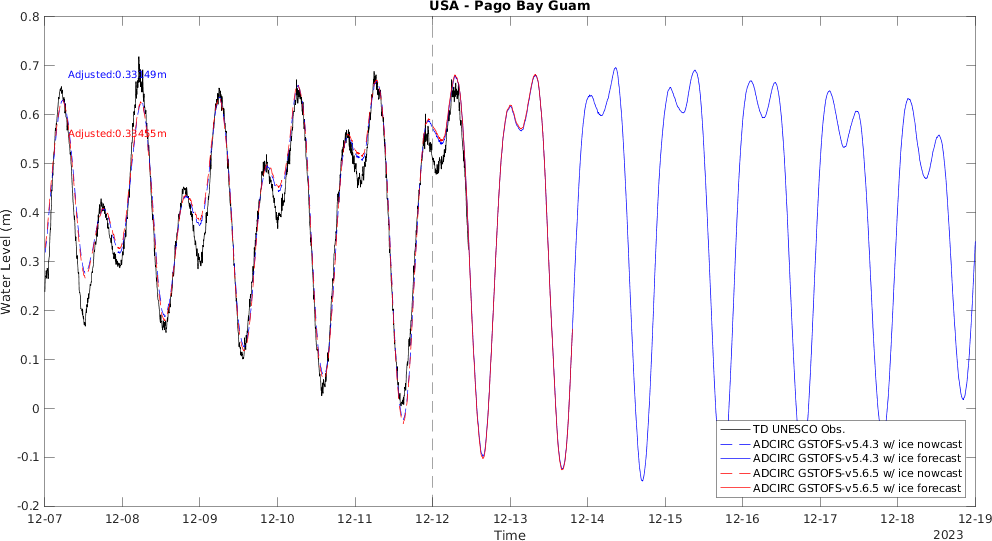 USA - Pago Bay Guam
0.8
0.7
0.6
0.5
0.4
0.3
0.2
0.1
0
-0.1
-0.2
Water Level (m)
Adjusted:0.33455m
TD UNESCO Obs.
ADCIRC GSTOFS-v5.4.3 w/ ice nowcast
ADCIRC GSTOFS-v5.4.3 w/ ice forecast
ADCIRC GSTOFS-v5.6.5 w/ ice nowcast
ADCIRC GSTOFS-v5.6.5 w/ ice forecast
12-07 12-08 12-09 12-10 12-11 12-12 12-13 12-14 12-15 12-16 12-17 12-18 12-19
Time
2023